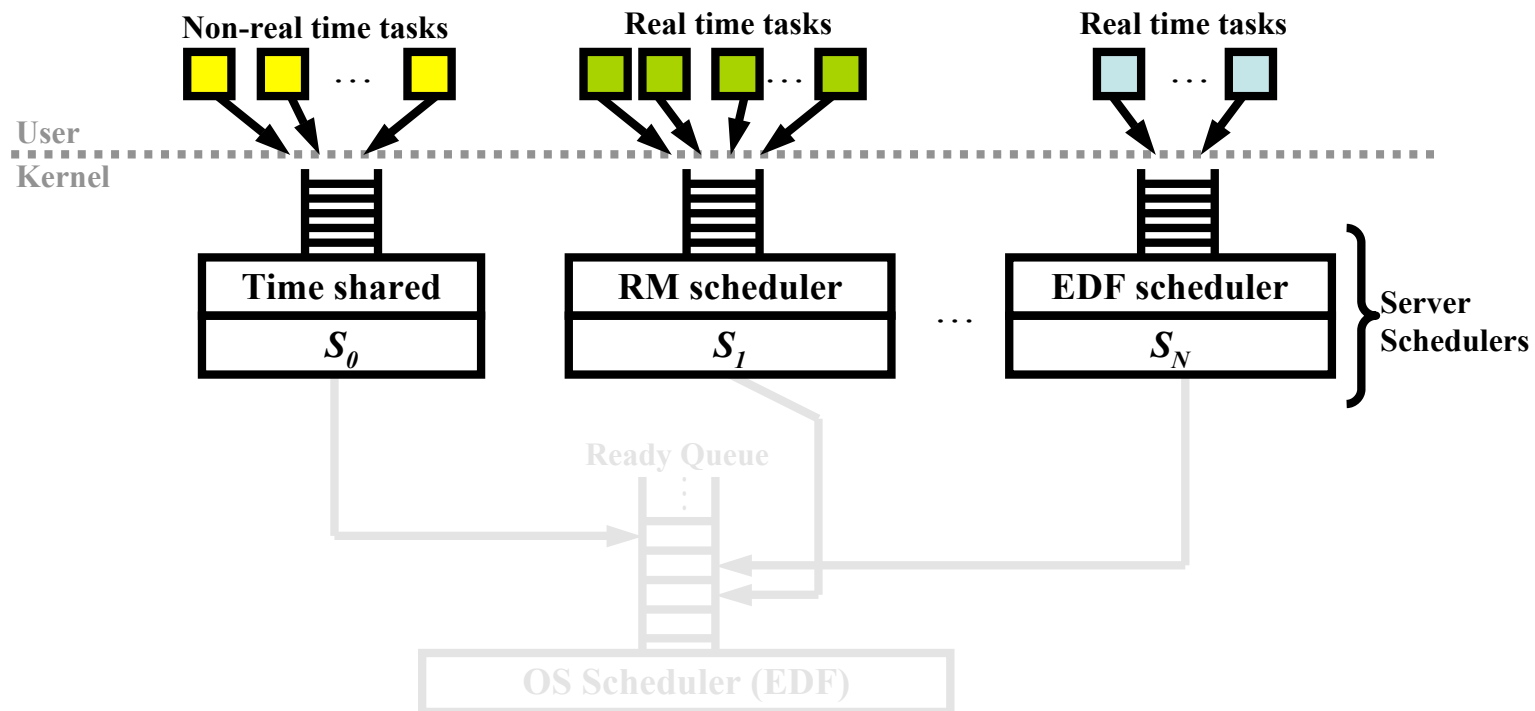 Non-real time tasks
Real time tasks
Real time tasks
...
...
...
User
Kernel
Time shared
RM scheduler
EDF scheduler
S0
S1
...
SN
Server
Schedulers
Ready Queue
OS Scheduler (EDF)